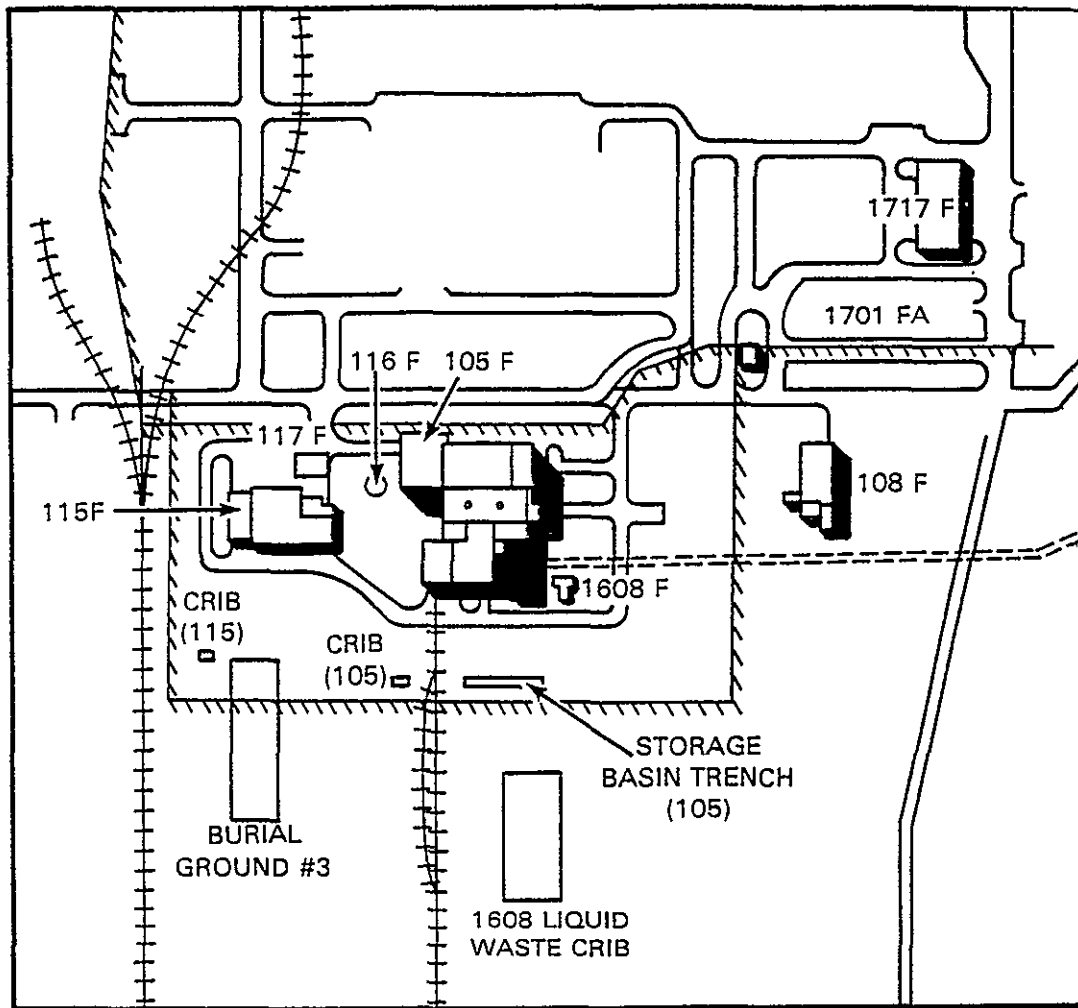 1717 F
1701 FA
116 F
105 F
117 F
115F
108 F
1608 F
CRIB
(115)
CRIB
(105)
STORAGE
BASIN TRENCH
(105)
BURIAL
GROUND #3
1608 LIQUID
WASTE CRIB